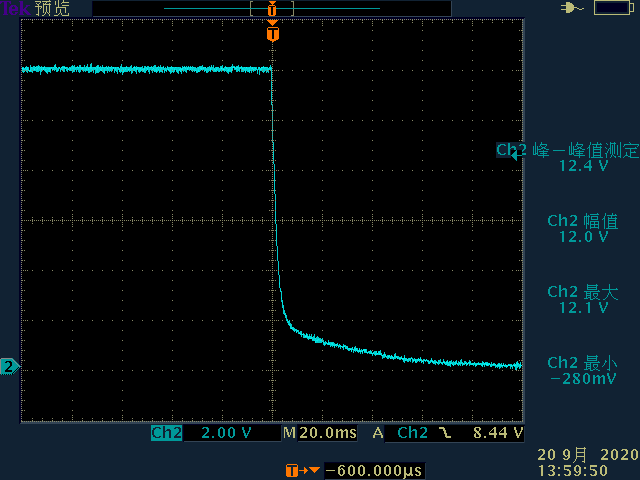 Tek 预览
T
T
Ch2 峰-峰值测定
12.4 V
Ch2 幅值
12.0 V
Ch2 最大
12.1 V
Ch2 最小
-280mV
2
Ch2 2.00 V M 20.0ms A Ch2 8.44 V
T -600.000µs
20 9月 2020
13:59:50